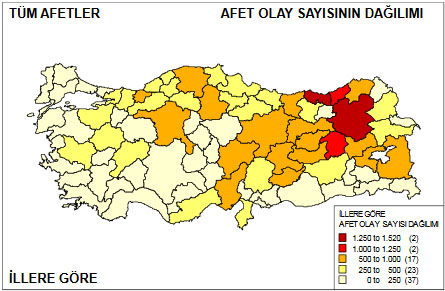 TÜM AFETLER
AFET OLAY SAYISININ DAĞILIMI
İLLERE GÖRE
AFET OLAY SAYISI DAĞILIMI
1.250 to 1.520 (2)
1.000 to 1.250 (2)
500 to 1.000 (17)
250 to 500 (23)
0 to 250 (37)
İLLERE GÖRE